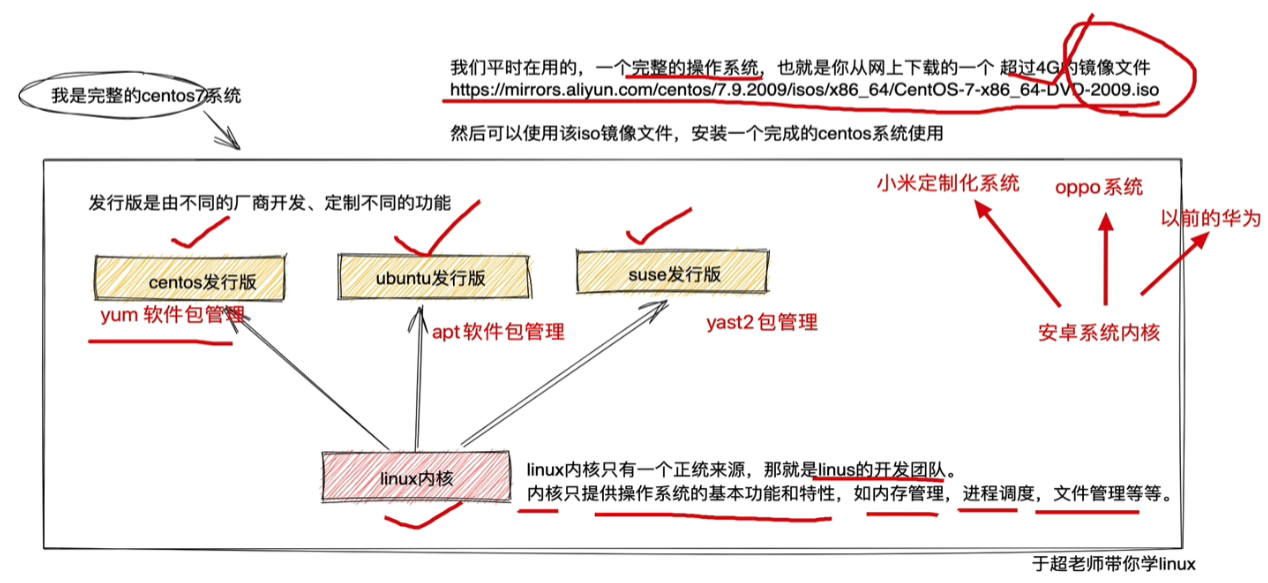 我们平时在用的，一个完整的操作系统，也就是你从网上下载的一个 超过4G的镜像文件
https://mirrors.aliyun.com/centos/7.9.2009/isos/x86_64/CentOS-7-x86_64-DVD-2009.iso
我是完整的centos7系统
然后可以使用该iso镜像文件，安装一个完成的centos系统使用
发行版是由不同的厂商开发、定制不同的功能
小米定制化系统
oppo系统
以前的华为
centos发行版
ubuntu发行版
suse发行版
yum 软件包管理
apt软件包管理
yast2包管理
安卓系统内核
linux内核
linux内核只有一个正统来源，那就是linus的开发团队。
内核只提供操作系统的基本功能和特性，如内存管理，进程调度，文件管理等等。
于超老师带你学linux